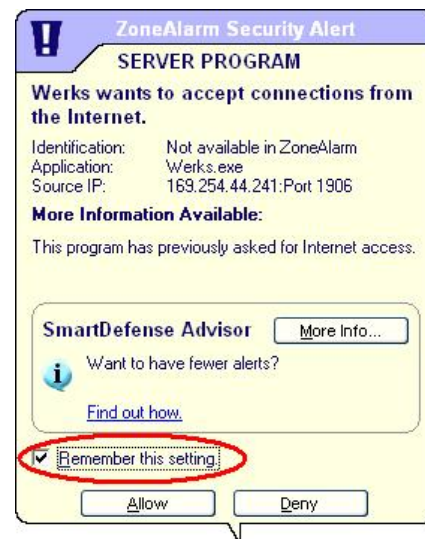 ZoneAlarm Security Alert
SERVER PROGRAM
Werks wants to accept connections from
the Internet.
Identification: Not available in ZoneAlarm
Application: Werks.exe
Source IP: 169.254.44.241:Port 1906
More Information Available:
This program has previously asked for Internet access.
SmartDefense Advisor More Info...
Want to have fewer alerts?
Find out how.
Remember this setting.
Allow Deny